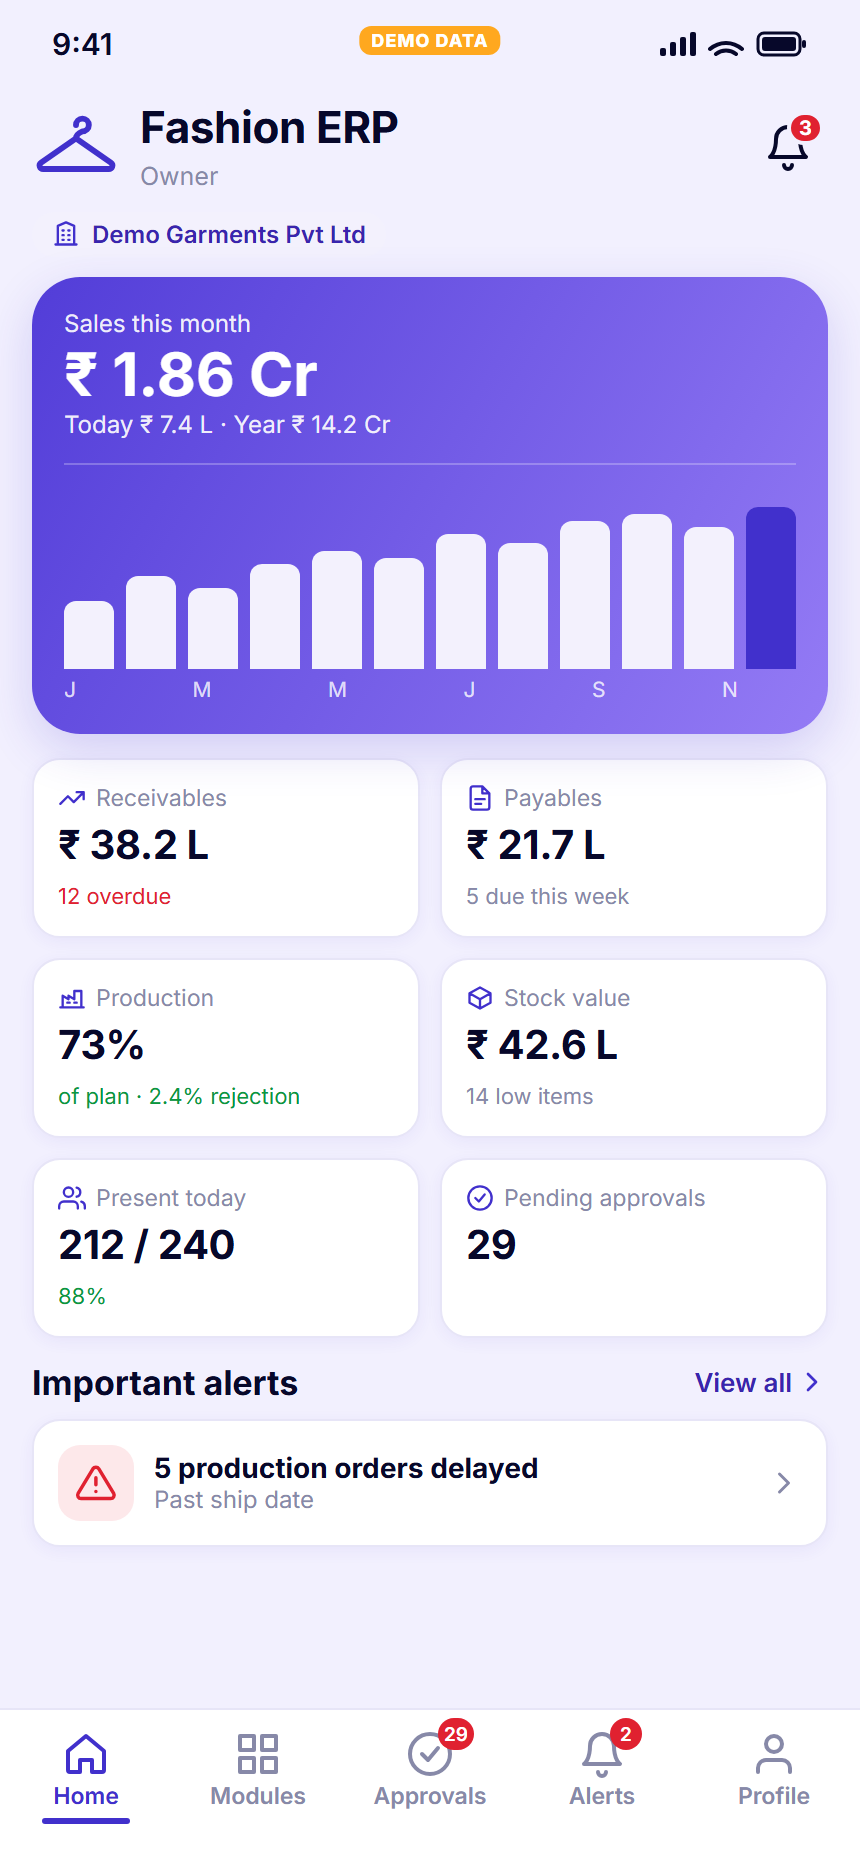 9:41
DEMO DATA
Fashion ERP
Owner
3
Demo Garments Pvt Ltd
Sales this month
₹ 1.86 Cr
Today ₹ 7.4 L · Year ₹ 14.2 Cr
J M M J S N
Receivables
₹ 38.2 L
12 overdue
Payables
₹ 21.7 L
5 due this week
Production
73%
of plan · 2.4% rejection
Stock value
₹ 42.6 L
14 low items
Present today
212 / 240
88%
Pending approvals
29
Important alerts
View all
5 production orders delayed
Past ship date
Home
Modules
29
Approvals
2
Alerts
Profile